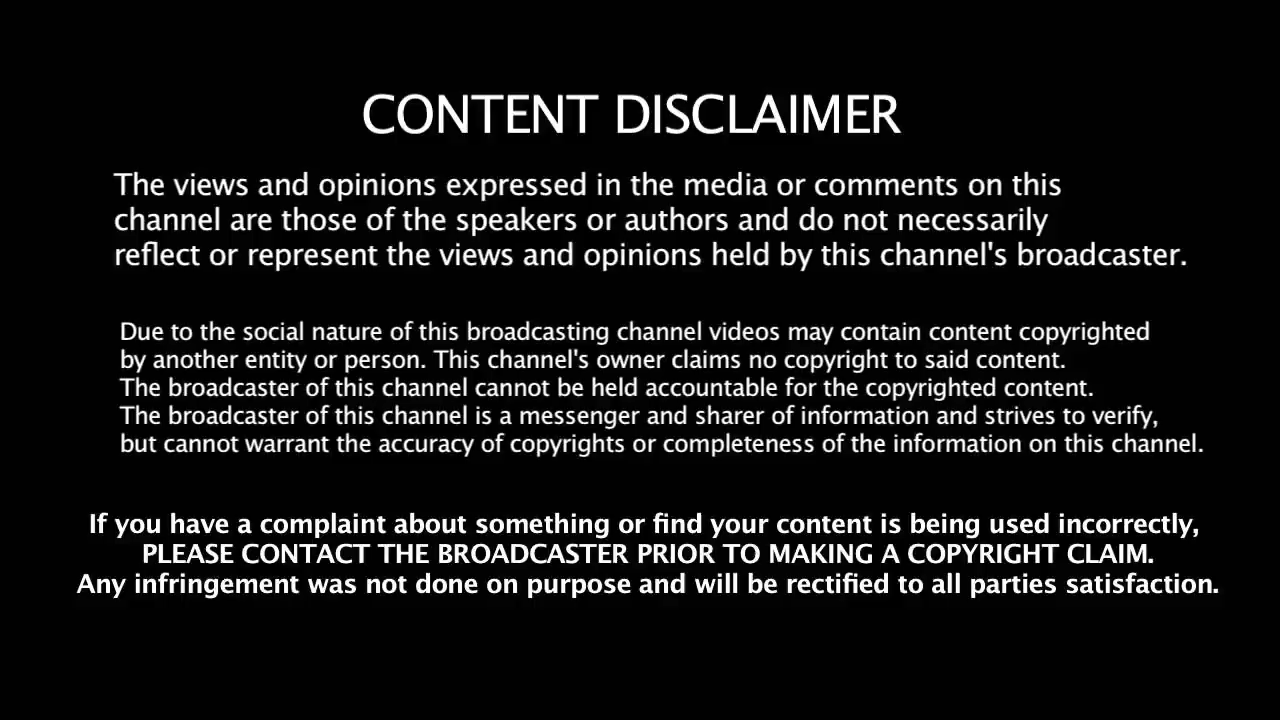 CONTENT DISCLAIMER
The views and opinions expressed in the media or comments on this
channel are those of the speakers or authors and do not necessarily
reflect or represent the views and opinions held by this channel's broadcaster.
Due to the social nature of this broadcasting channel videos may contain content copyrighted
by another entity or person. This channel's owner claims no copyright to said content.
The broadcaster of this channel cannot be held accountable for the copyrighted content.
The broadcaster of this channel is a messenger and sharer of information and strives to verify,
but cannot warrant the accuracy of copyrights or completeness of the information on this channel.
If you have a complaint about something or find your content is being used incorrectly,
PLEASE CONTACT THE BROADCASTER PRIOR TO MAKING A COPYRIGHT CLAIM.
Any infringement was not done on purpose and will be rectified to all parties satisfaction.